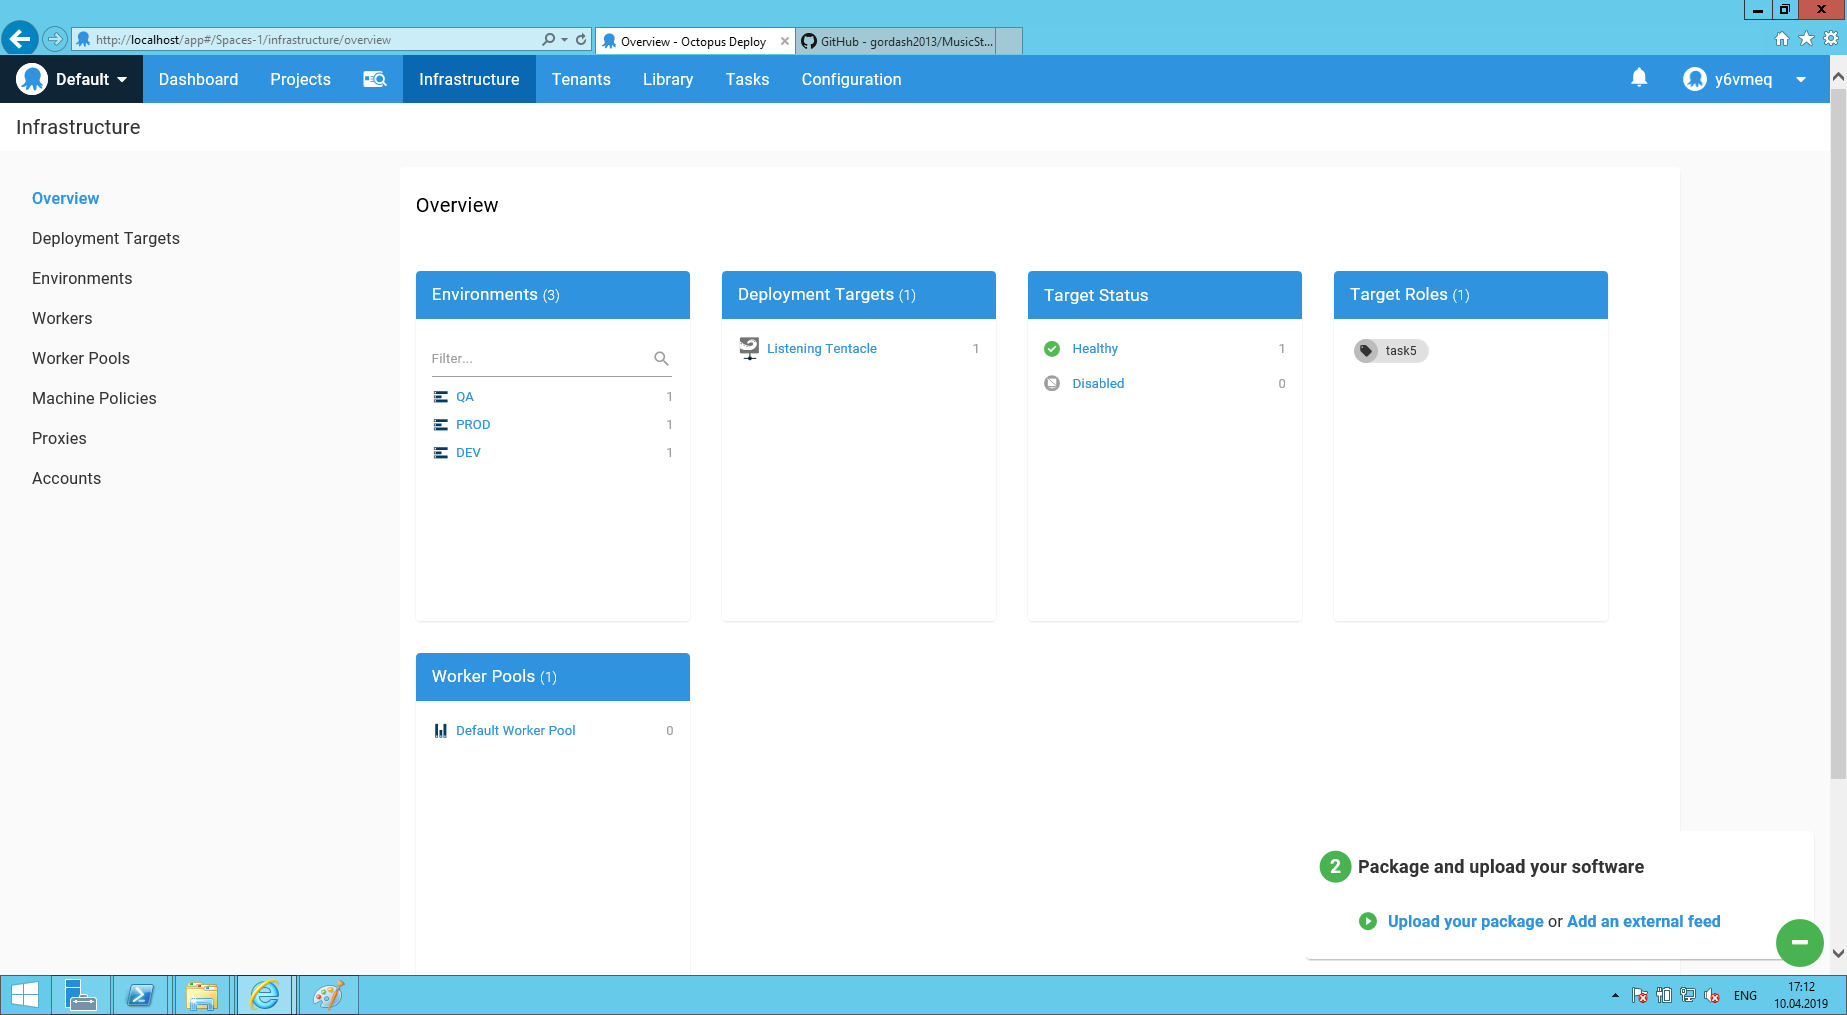 http://localhost/app#/Spaces-1/infrastructure/overview
Overview - Octopus Deploy
GitHub - gordash2013/MusicSt...
Default
Dashboard
Projects
Infrastructure
Tenants
Library
Tasks
Configuration
y6vmeq
Infrastructure
Overview
Deployment Targets
Environments
Workers
Worker Pools
Machine Policies
Proxies
Accounts
Overview
Environments (3)
Filter...
QA 1
PROD 1
DEV 1
Deployment Targets (1)
Listening Tentacle 1
Target Status
Healthy 1
Disabled 0
Target Roles (1)
task5
Worker Pools (1)
Default Worker Pool 0
2 Package and upload your software
Upload your package or Add an external feed
ENG
17:12
10.04.2019